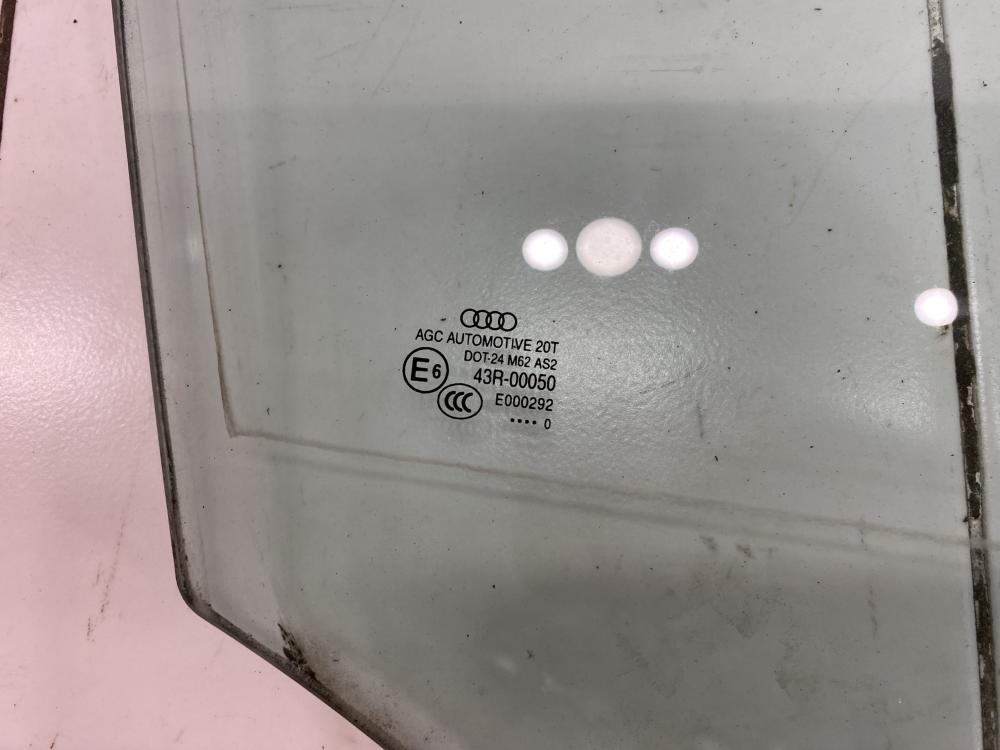 AGC AUTOMOTIVE 20T
DOT-24 M62 AS2
E6 43R-00050
CCC E000292
.... 0